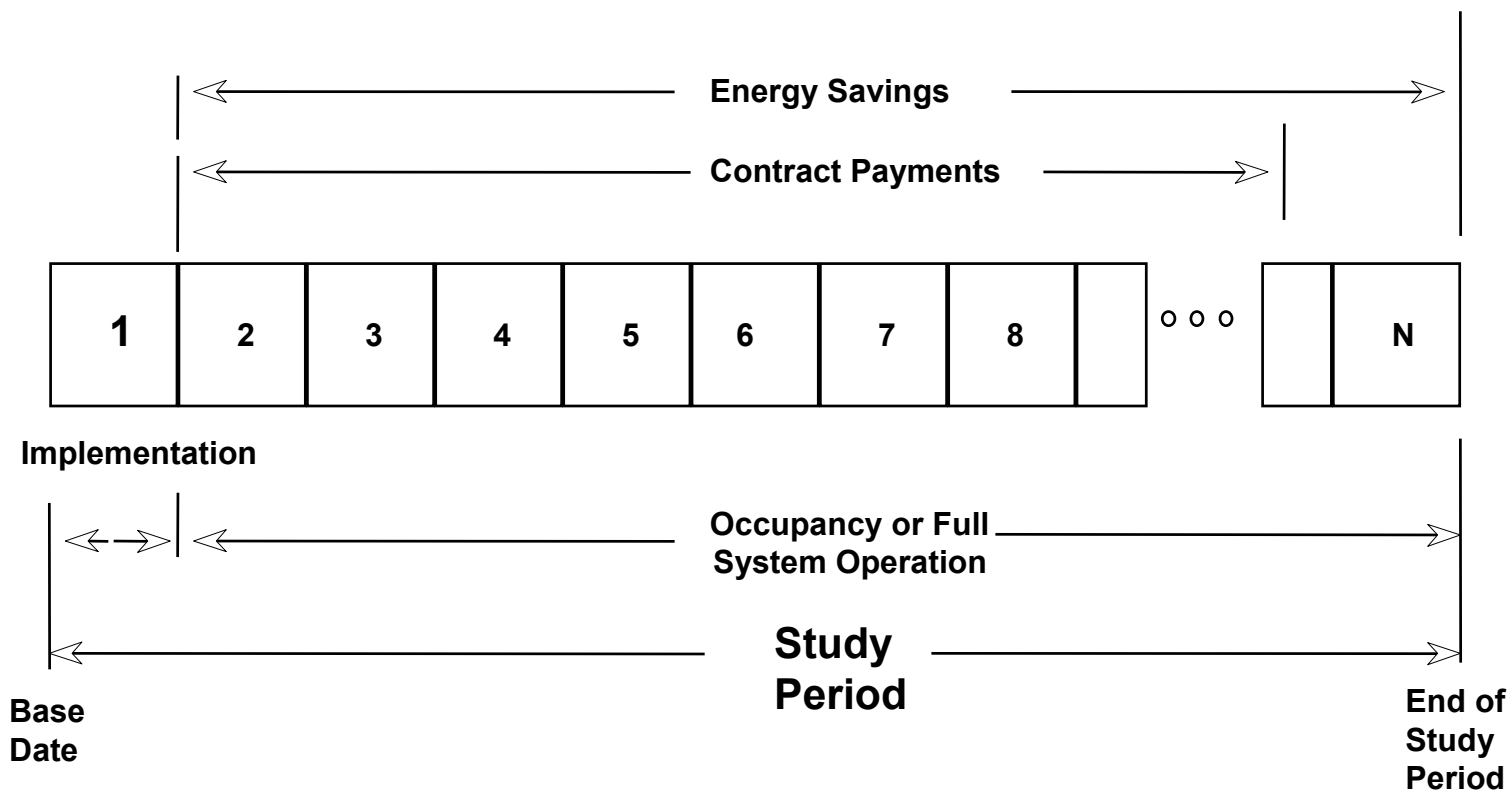 Energy Savings
Contract Payments
1 2 3 4 5 6 7 8 N
Implementation
Occupancy or Full
System Operation
Study
Period
Base
Date
End of
Study
Period